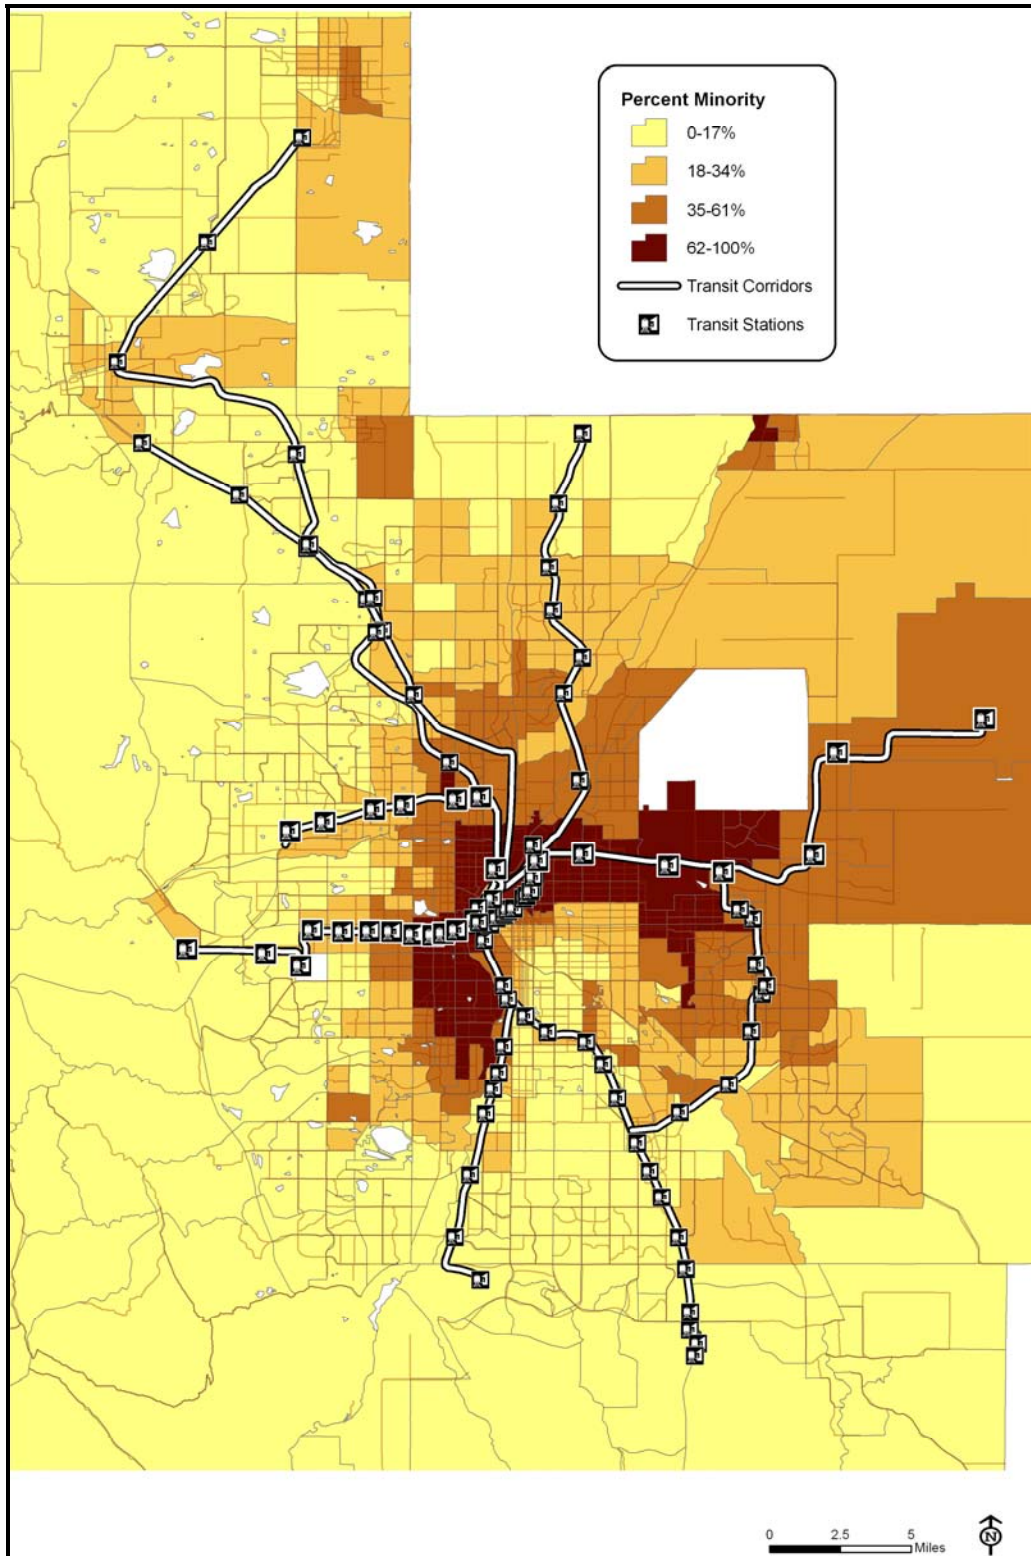 Percent Minority
0-17%
18-34%
35-61%
62-100%
Transit Corridors
Transit Stations
0 2.5 5
Miles
N